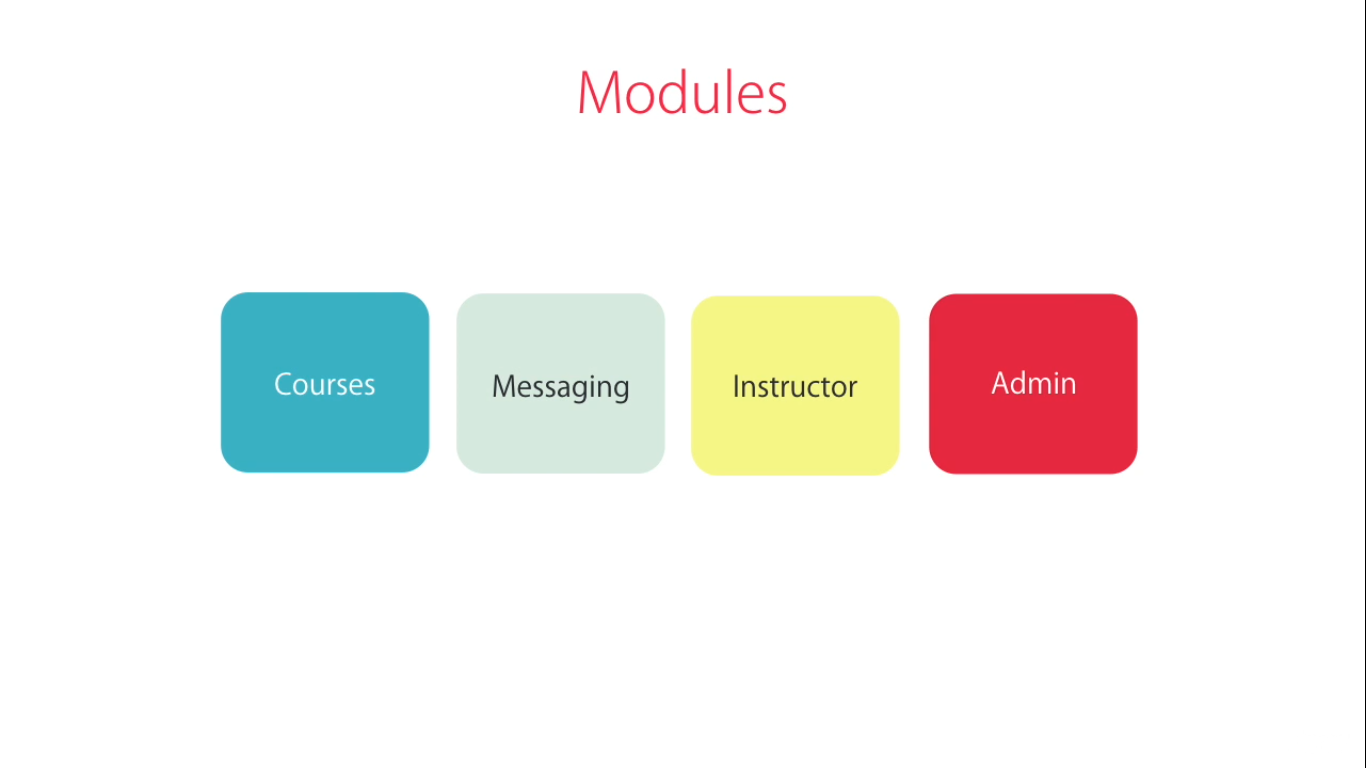 Modules
Courses
Messaging
Instructor
Admin